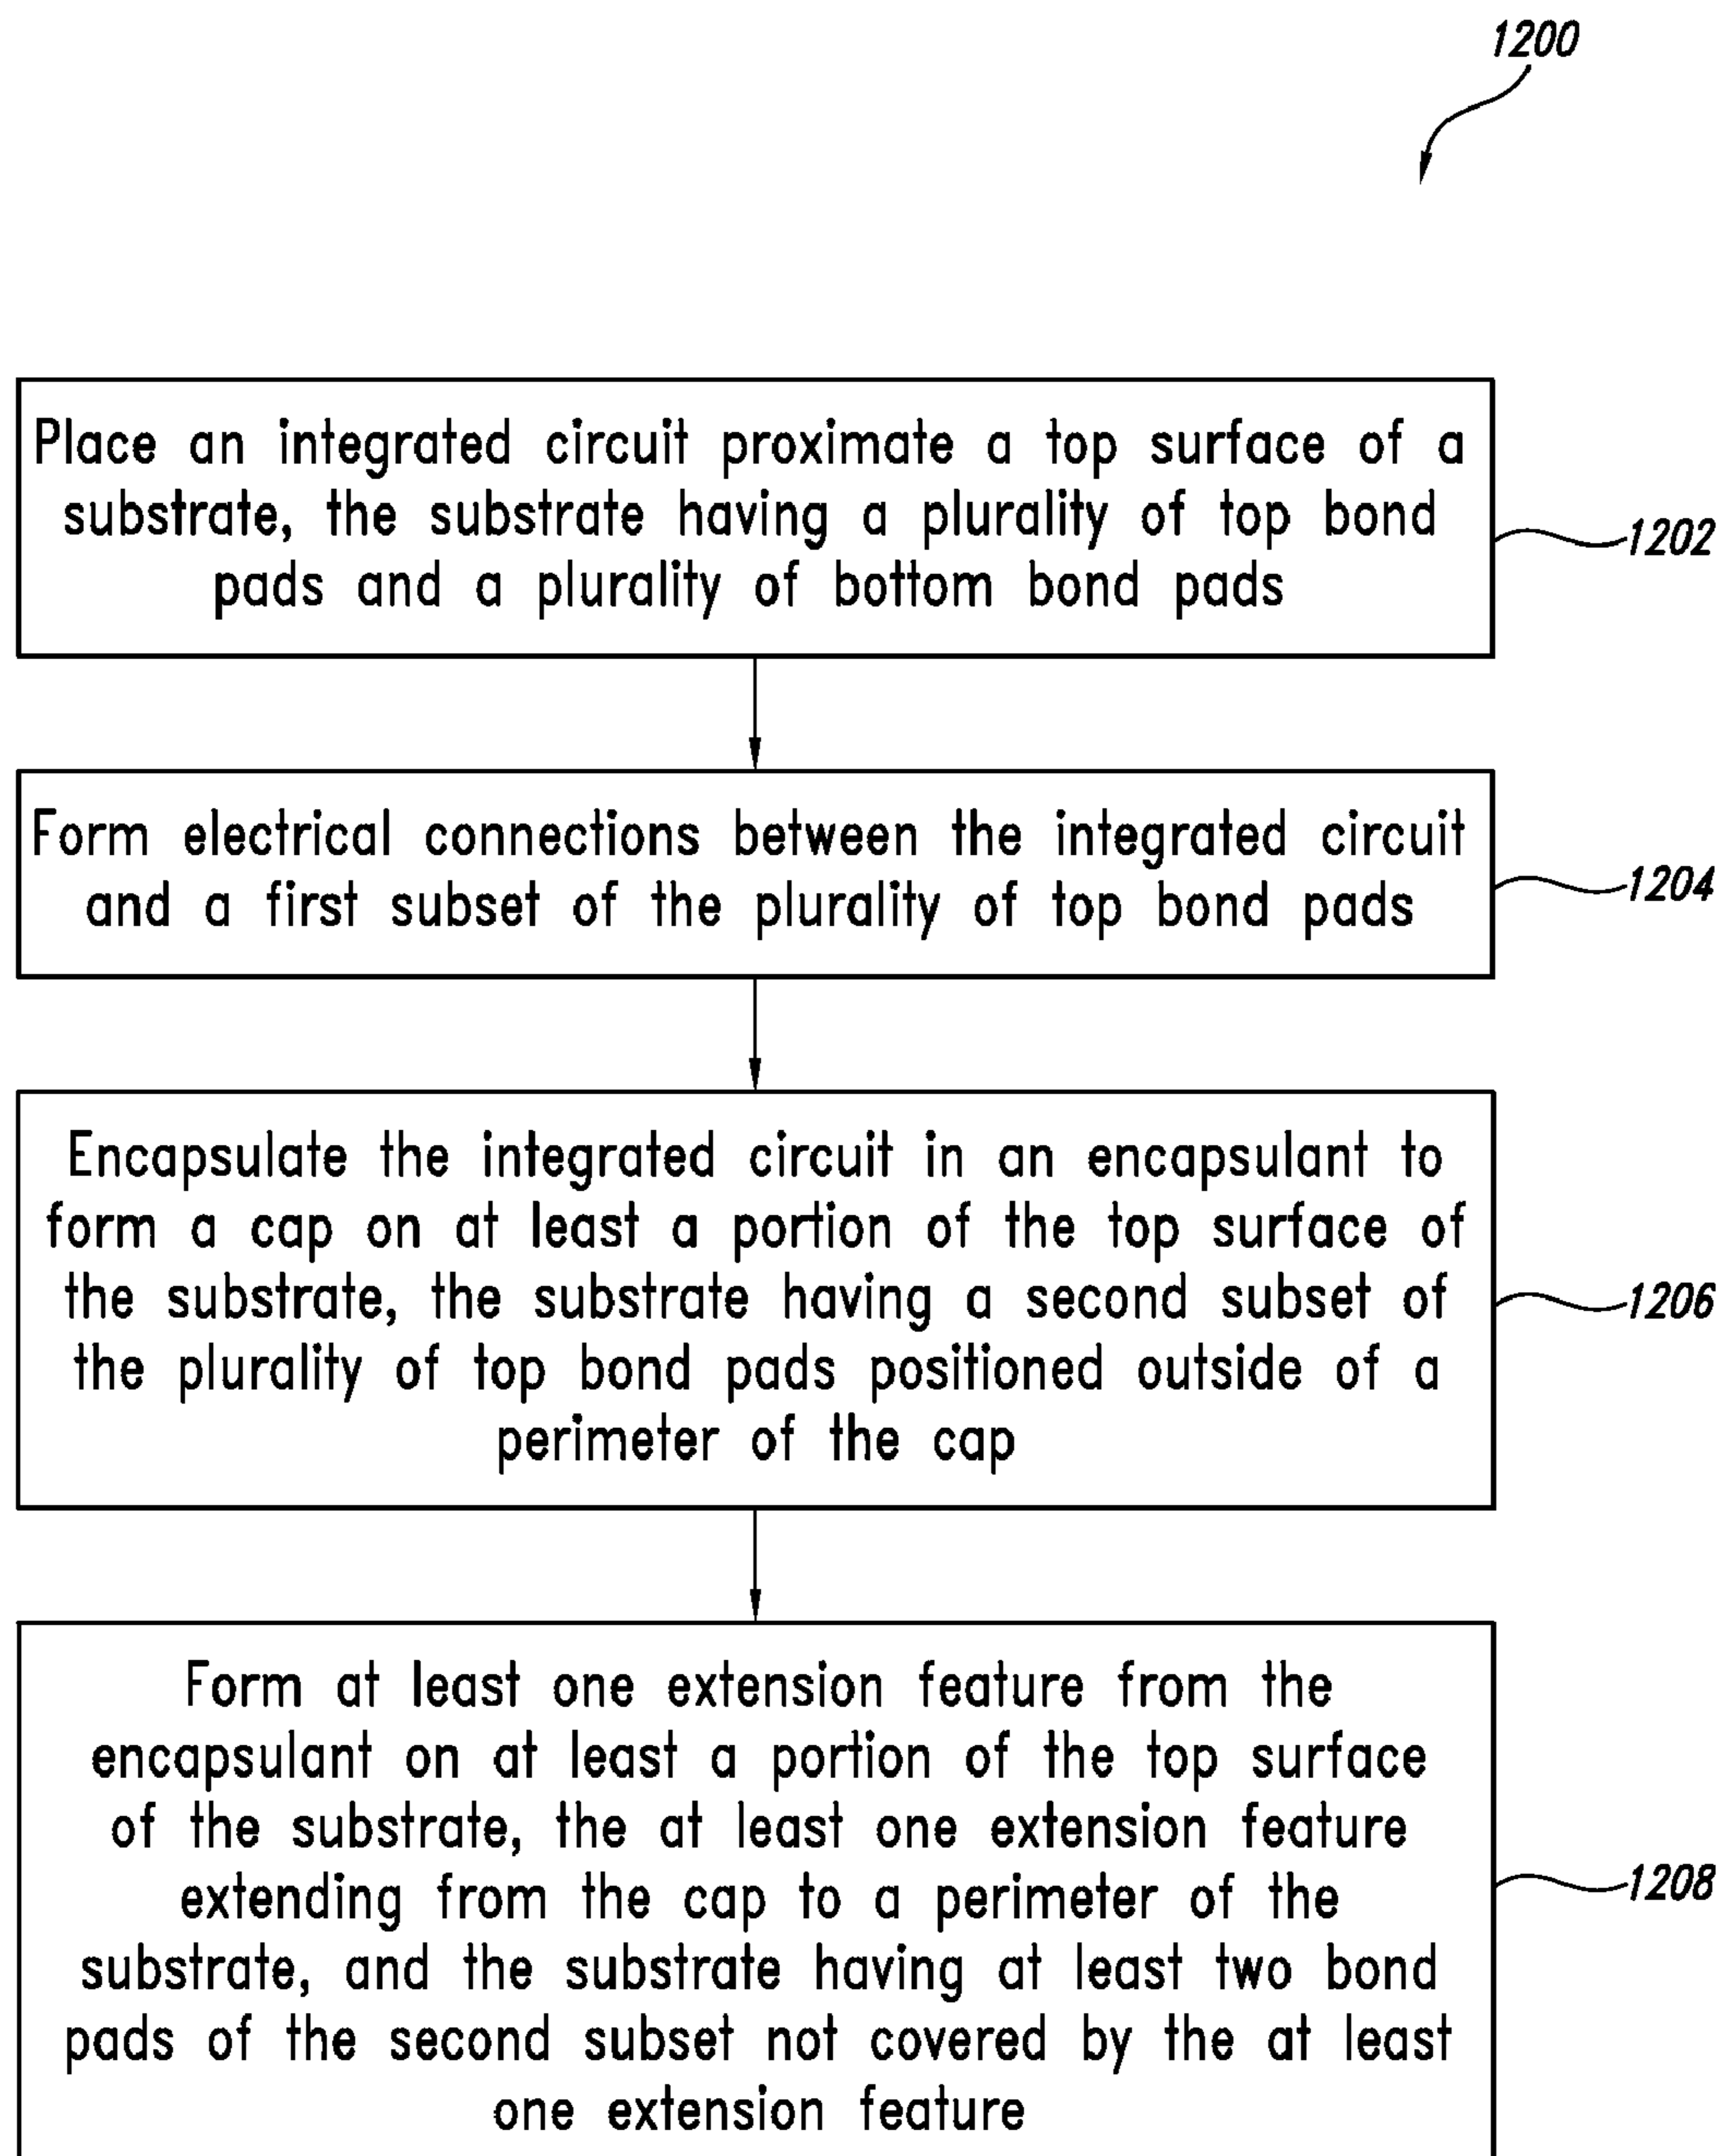 1200
Place an integrated circuit proximate a top surface of a
substrate, the substrate having a plurality of top bond
pads and a plurality of bottom bond pads
1202
Form electrical connections between the integrated circuit
and a first subset of the plurality of top bond pads
1204
Encapsulate the integrated circuit in an encapsulant to
form a cap on at least a portion of the top surface of
the substrate, the substrate having a second subset of
the plurality of top bond pads positioned outside of a
perimeter of the cap
1206
Form at least one extension feature from the
encapsulant on at least a portion of the top surface
of the substrate, the at least one extension feature
extending from the cap to a perimeter of the
substrate, and the substrate having at least two bond
pads of the second subset not covered by the at least
one extension feature
1208